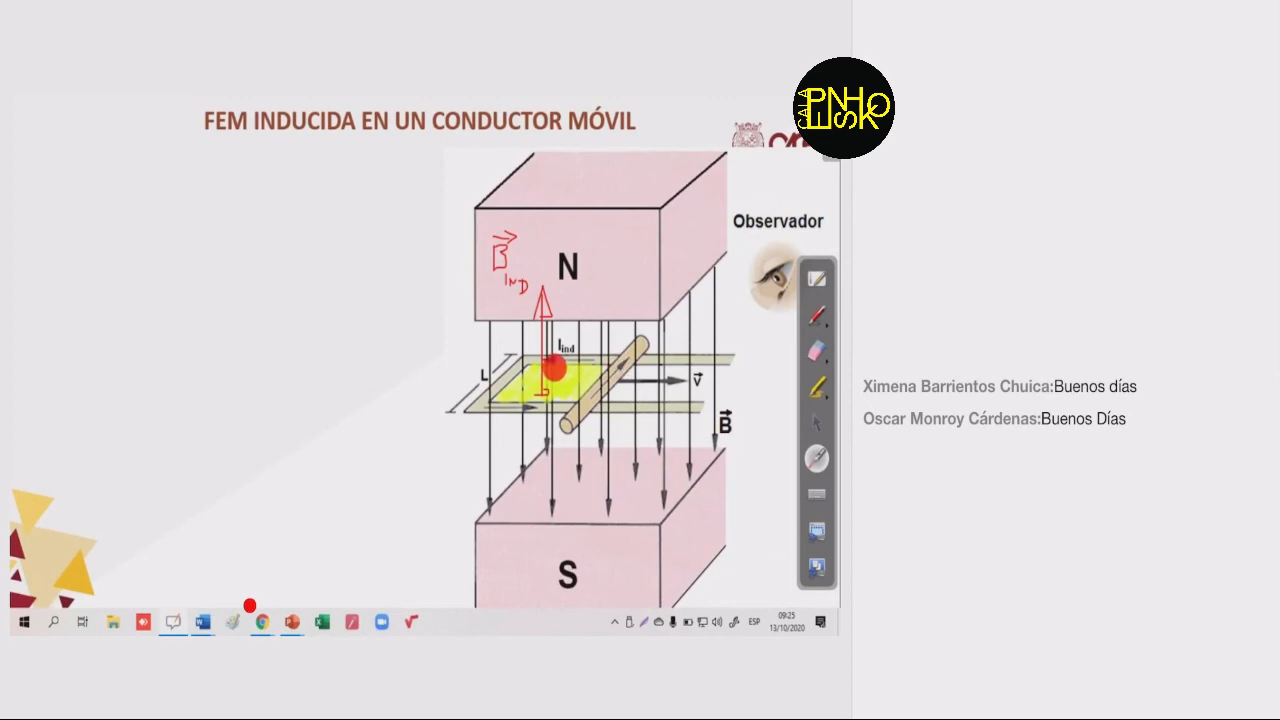 FEM INDUCIDA EN UN CONDUCTOR MÓVIL
Observador
B
IND
N
I ind
L
v
B
S
Ximena Barrientos Chuica:Buenos días
Oscar Monroy Cárdenas:Buenos Días
ESP
09:25
13/10/2020